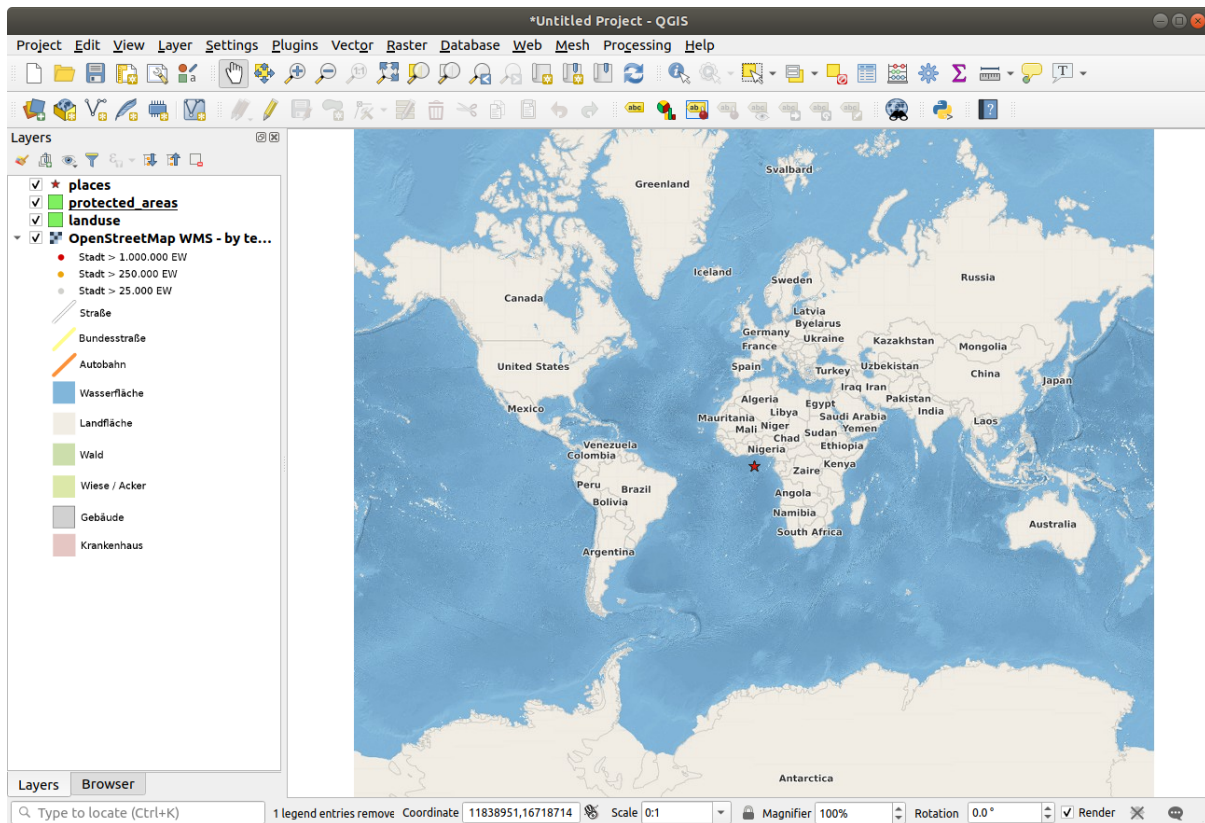 *Untitled Project - QGIS
Project Edit View Layer Settings Plugins Vector Raster Database Web Mesh Processing Help
Layers
places
protected_areas
landuse
OpenStreetMap WMS - by te...
Stadt > 1.000.000 EW
Stadt > 250.000 EW
Stadt > 25.000 EW
Straße
Bundesstraße
Autobahn
Wasserfläche
Landfläche
Wald
Wiese / Acker
Gebäude
Krankenhaus
Layers Browser
Greenland
Svalbard
Iceland
Sweden
Russia
Canada
Latvia
Byelarus
Germany
Ukraine
France
Kazakhstan
Mongolia
United States
Spain
Turkey
Uzbekistan
China
Japan
Iraq Iran
Mexico
Algeria
Egypt
Pakistan
Libya
India
Mauritania
Saudi Arabia
Mali Niger
Chad
Sudan
Yemen
Laos
Venezuela
Nigeria
Ethiopia
Colombia
Zaire
Kenya
Peru
Brazil
Bolivia
Angola
Namibia
Australia
South Africa
Argentina
Antarctica
Type to locate (Ctrl+K) 1 legend entries remove Coordinate 11838951,16718714 Scale 0:1 Magnifier 100% Rotation 0.0 ° Render